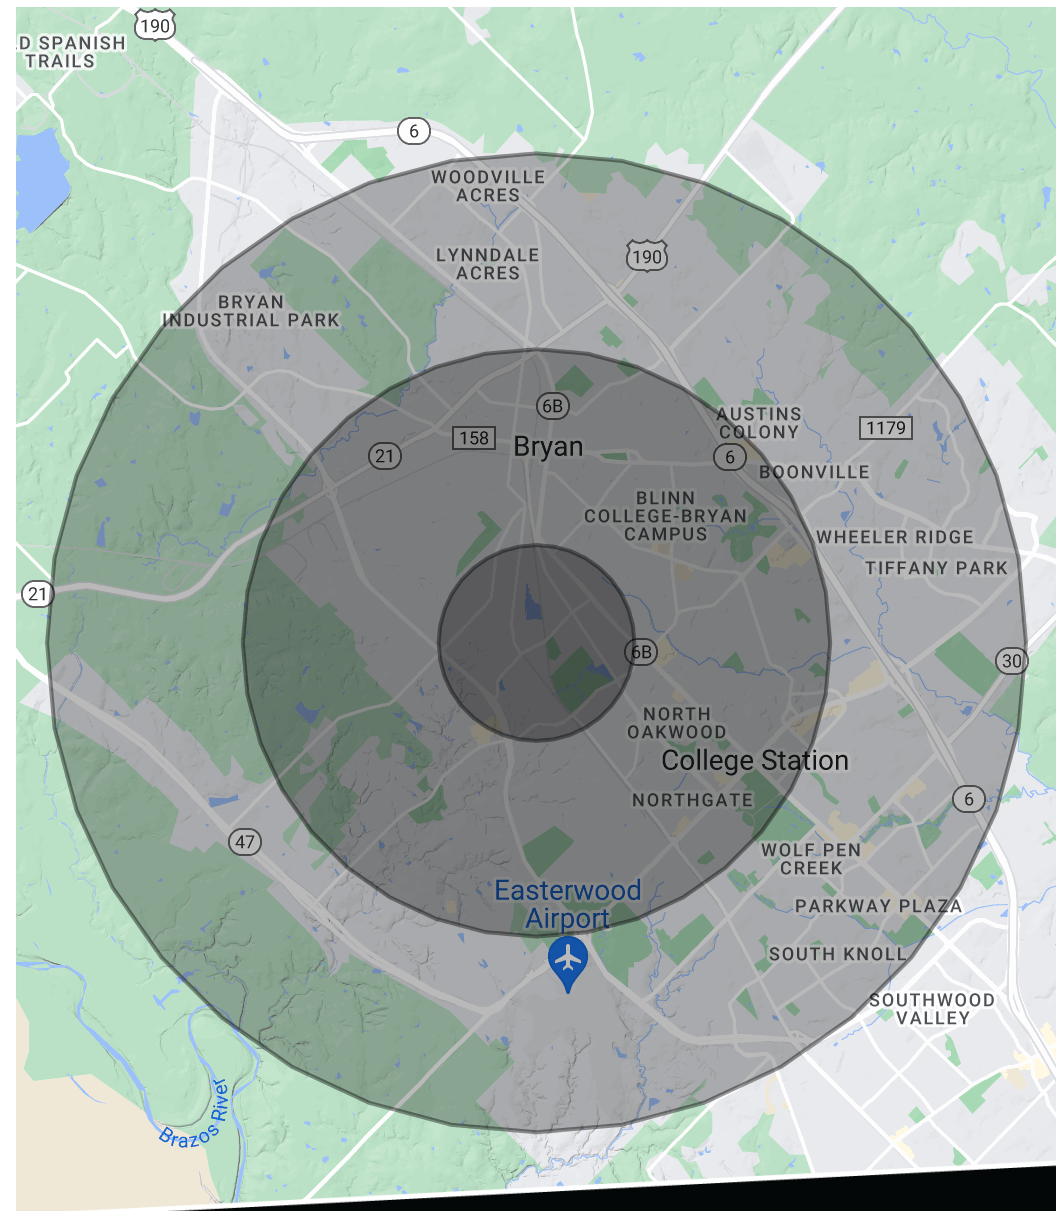 190
D SPANISH
TRAILS
6
WOODVILLE
ACRES
LYNNDALE
ACRES
190
BRYAN
INDUSTRIAL PARK
6B
AUSTINS
COLONY
1179
158
Bryan
21
6
BOONVILLE
BLINN
COLLEGE-BRYAN
CAMPUS
WHEELER RIDGE
TIFFANY PARK
21
6B
30
NORTH
OAKWOOD
College Station
NORTHGATE
6
47
WOLF PEN
CREEK
Easterwood
Airport
PARKWAY PLAZA
SOUTH KNOLL
SOUTHWOOD
VALLEY
Brazos River